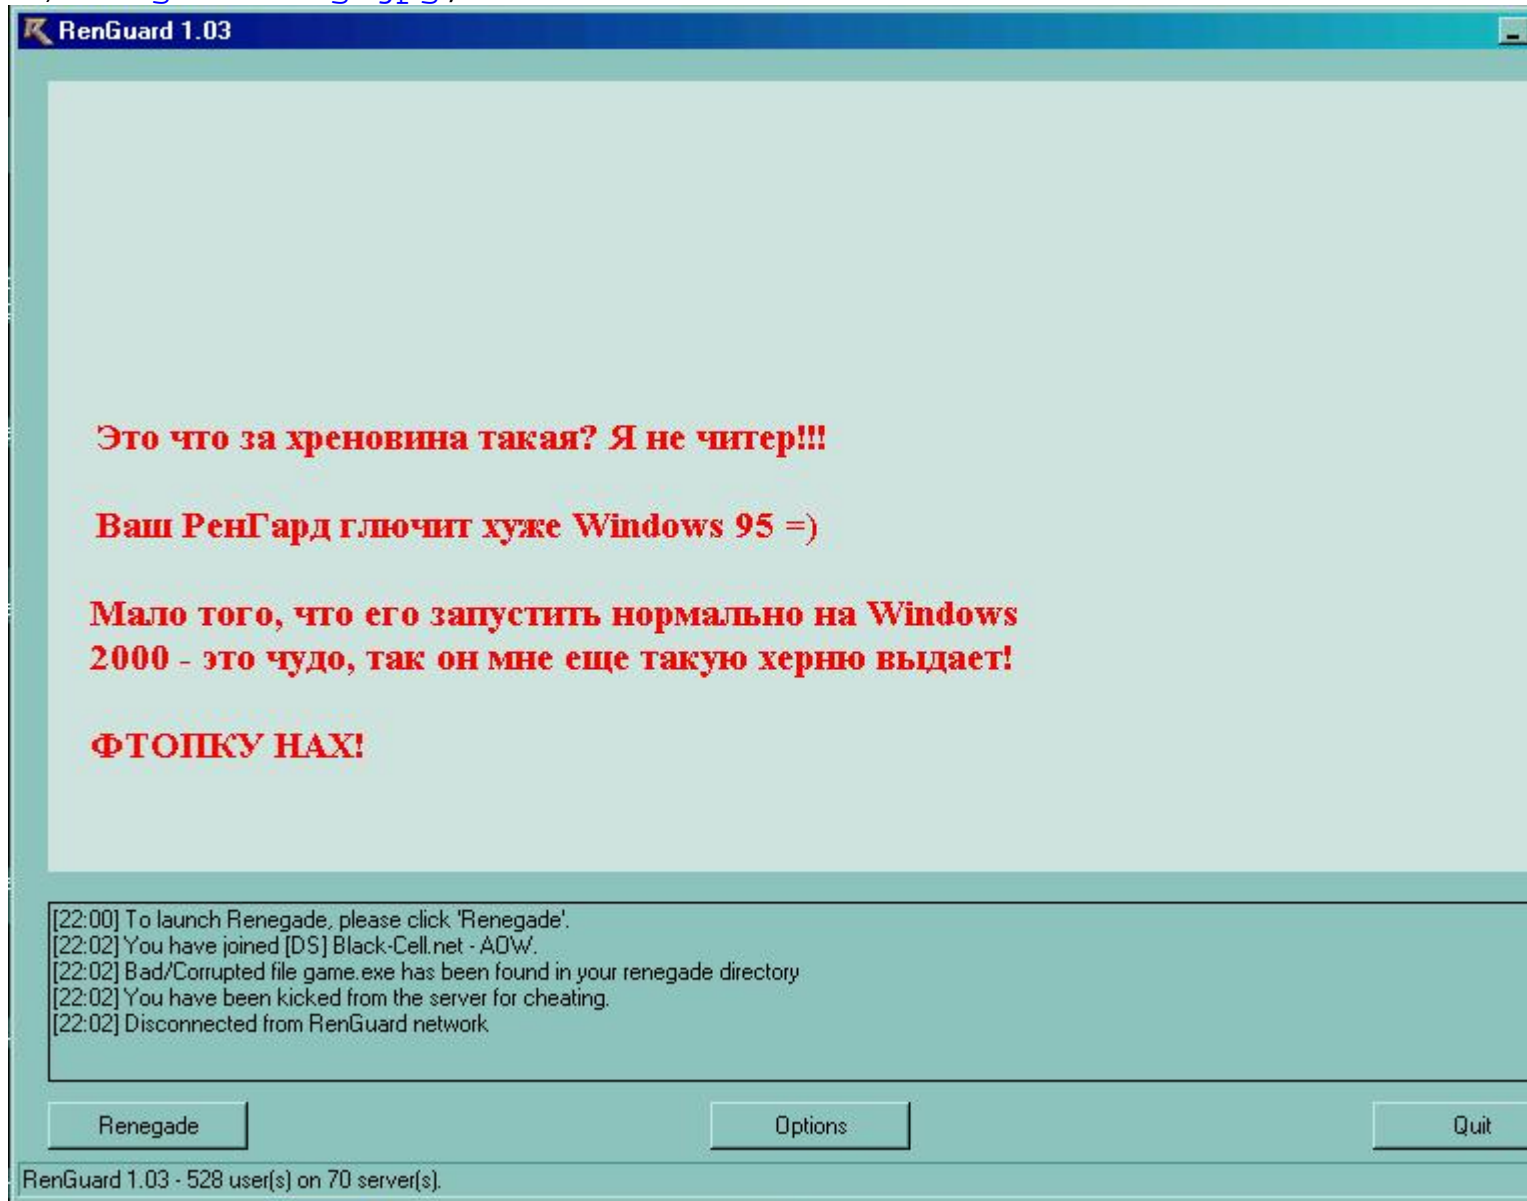 RenGuard 1.03
Это что за хреновина такая? Я не читер!!!
Ваш РенГард глючит хуже Windows 95 =)
Мало того, что его запустить нормально на Windows
2000 - это чудо, так он мне еще такую херню выдает!
ФТОПКУ НАХ!
[22:00] To launch Renegade, please click 'Renegade'.
[22:02] You have joined [DS] Black-Cell.net - AOW.
[22:02] Bad/Corrupted file game.exe has been found in your renegade directory
[22:02] You have been kicked from the server for cheating.
[22:02] Disconnected from RenGuard network
Renegade
Options
Quit
RenGuard 1.03 - 528 user(s) on 70 server(s).